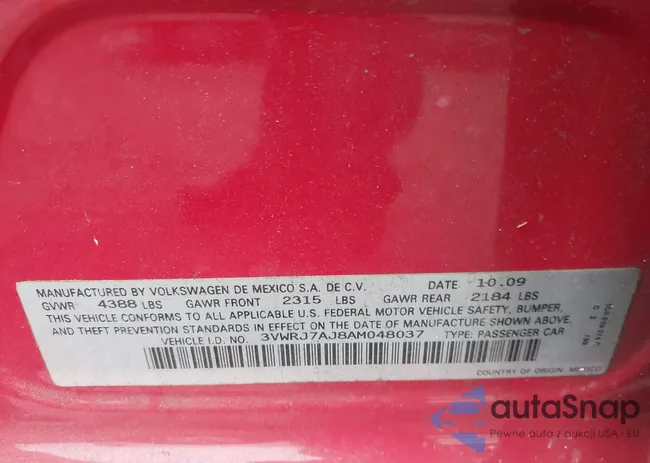 MANUFACTURED BY VOLKSWAGEN DE MEXICO S.A. DE C.V. DATE 10.09
GVWR 4388 LBS GAWR FRONT 2315 LBS GAWR REAR 2184 LBS
THIS VEHICLE CONFORMS TO ALL APPLICABLE U.S. FEDERAL MOTOR VEHICLE SAFETY, BUMPER,
AND THEFT PREVENTION STANDARDS IN EFFECT ON THE DATE OF MANUFACTURE SHOWN ABOVE.
VEHICLE I.D. NO. 3VWRJ7AJ8AM048037 TYPE: PASSENGER CAR
COUNTRY OF ORIGIN: MEXICO
autaSnap
Pewne auto z aukcji USA i EU